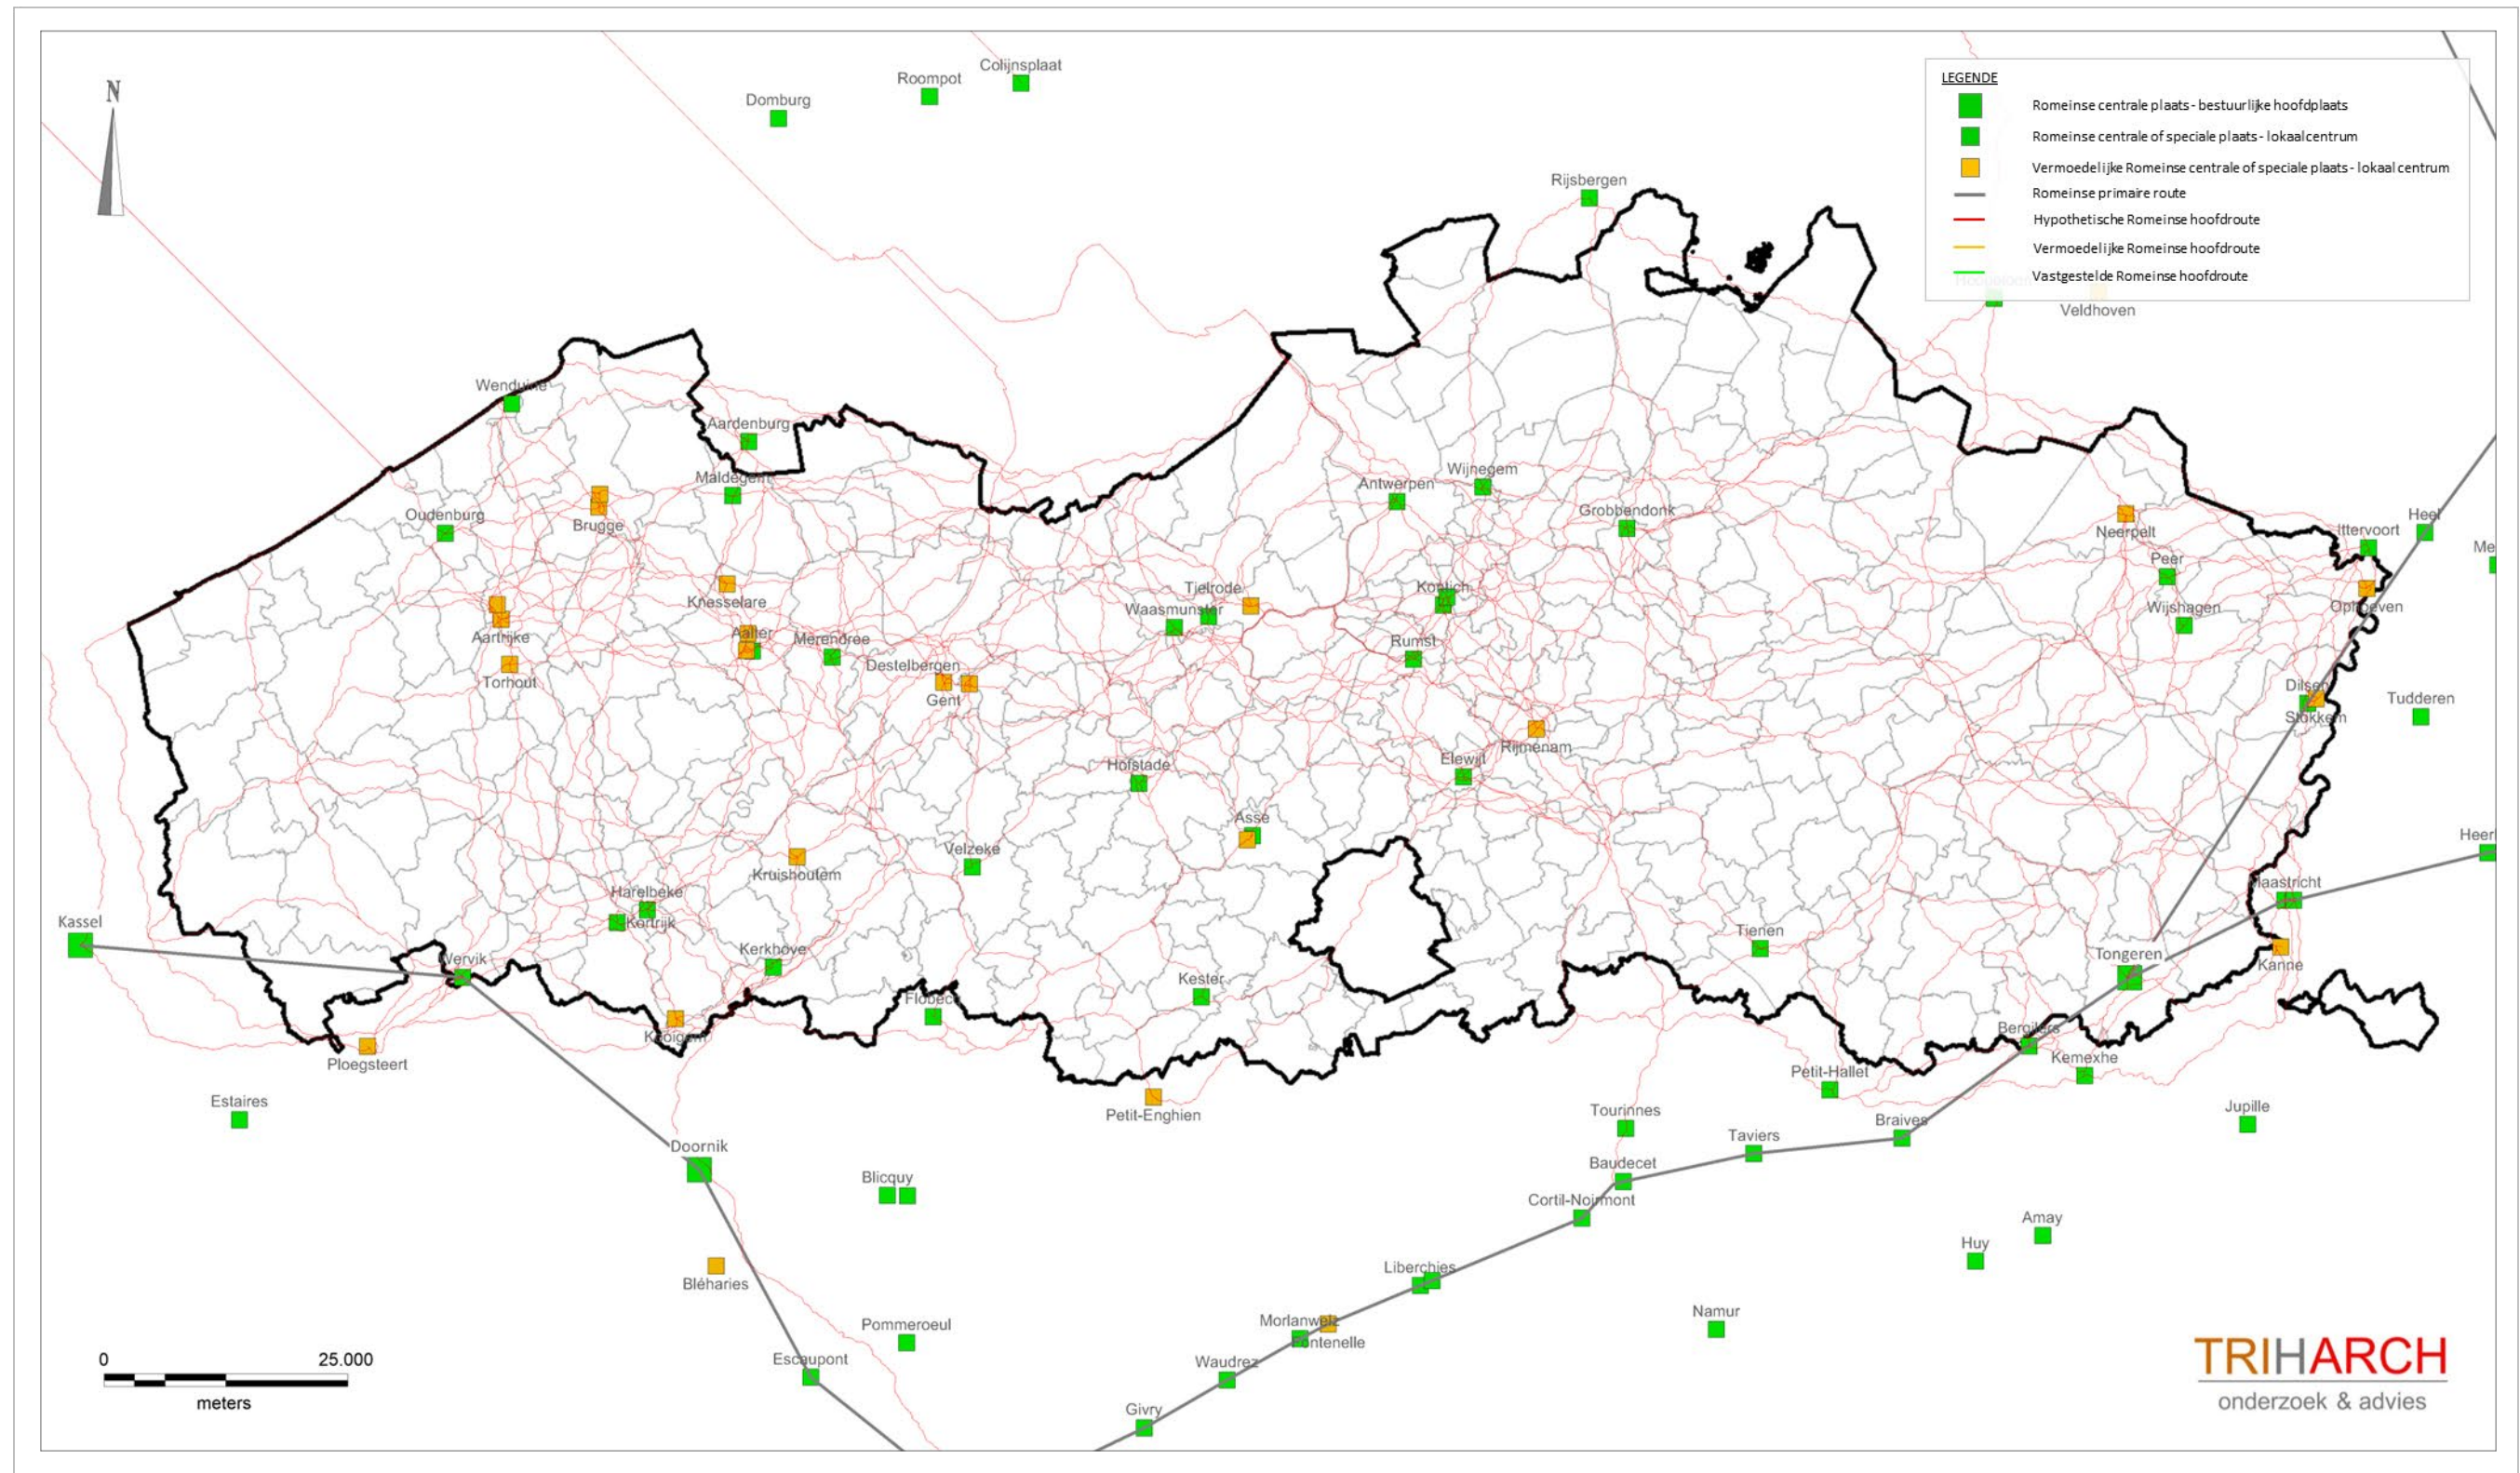 N
Colijnsplaat
Roompot
Domburg
LEGENDE
Romeinse centrale plaats - bestuurlijke hoofdplaats
Romeinse centrale of speciale plaats - lokaal centrum
Vermoedelijke Romeinse centrale of speciale plaats - lokaal centrum
Romeinse primaire route
Hypothetische Romeinse hoofdroute
Vermoedelijke Romeinse hoofdroute
Vastgestelde Romeinse hoofdroute
Rijsbergen
Veldhoven
Wenduine
Aardenburg
Maldegem
Wijnegem
Antwerpen
Grobbendonk
Oudenburg
Brugge
Heel
Ittervoort
Neerpelt
Me
Peer
Kontich
Tielrode
Knesselare
Waasmunster
Wijshagen
Ophoeven
Aartrijke
Aalter
Merendree
Rumst
Destelbergen
Torhout
Gent
Dilsen
Tudderen
Stokkem
Rijmenam
Elewijt
Hofstade
Asse
Heerl
Velzeke
Kruishoutem
Harelbeke
Maastricht
Kassel
Kortrijk
Tienen
Kerkhove
Wervik
Tongeren
Kanne
Kester
Flobecq
Kooigem
Bergilers
Kemexhe
Ploegsteert
Petit-Hallet
Estaires
Petit-Enghien
Tourinnes
Jupille
Braives
Taviers
Doornik
Baudecet
Blicquy
Cortil-Noirmont
Amay
Huy
Liberchies
Bléharies
Namur
Morlanwelz
Pommeroeul
Fontenelle
Escaupont
Waudrez
Givry
0 25.000
meters
TRIHARCH
onderzoek & advies